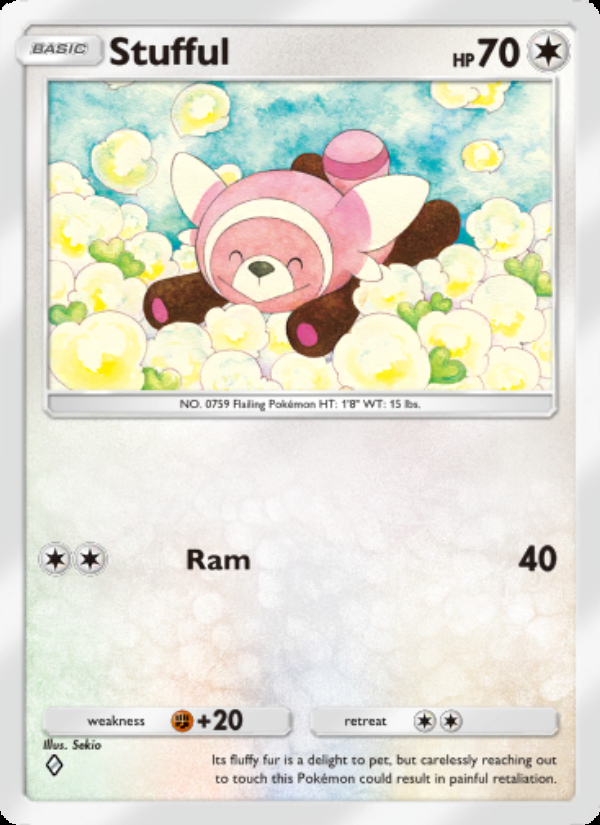 BASIC Stufful HP 70
NO. 0759 Flailing Pokémon HT: 1'8" WT: 15 lbs.
Ram 40
weakness +20 retreat
Illus. Sekio
Its fluffy fur is a delight to pet, but carelessly reaching out
to touch this Pokémon could result in painful retaliation.